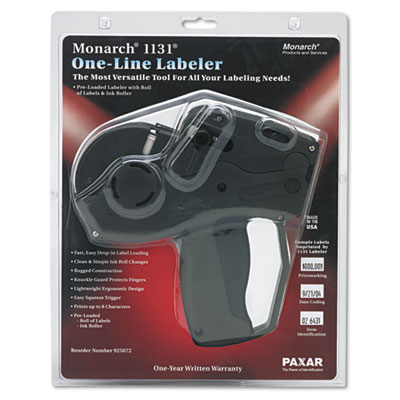 Monarch® 1131®
One-Line Labeler
The Most Versatile Tool For All Your Labeling Needs!
• Pre-Loaded Labeler with Roll
of Labels & Ink Roller
Monarch®
Products and Services
MADE
IN THE
USA
Sample Labels
Imprinted By
1131 Labeler
Pricemarking
9/21/04
Date Coding
02 6431
Item
Identification
• Fast, Easy Drop-in Label Loading
• Clean & Simple Ink Roll Changes
• Rugged Construction
• Knuckle Guard Protects Fingers
• Lightweight Ergonomic Design
• Easy Squeeze Trigger
• Prints up to 8 Characters
• Pre-Loaded
- Roll of Labels
- Ink Roller
Reorder Number 925072
One-Year Written Warranty
PAXAR
The Power of Identification